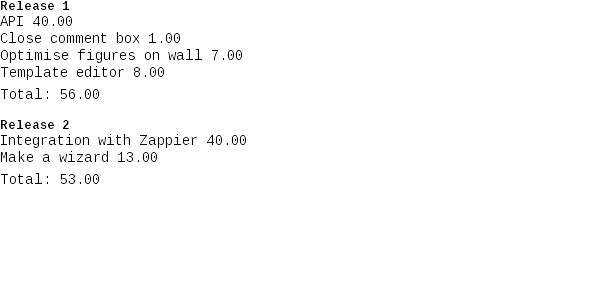 Release 1
API 40.00
Close comment box 1.00
Optimise figures on wall 7.00
Template editor 8.00
Total: 56.00
Release 2
Integration with Zappier 40.00
Make a wizard 13.00
Total: 53.00